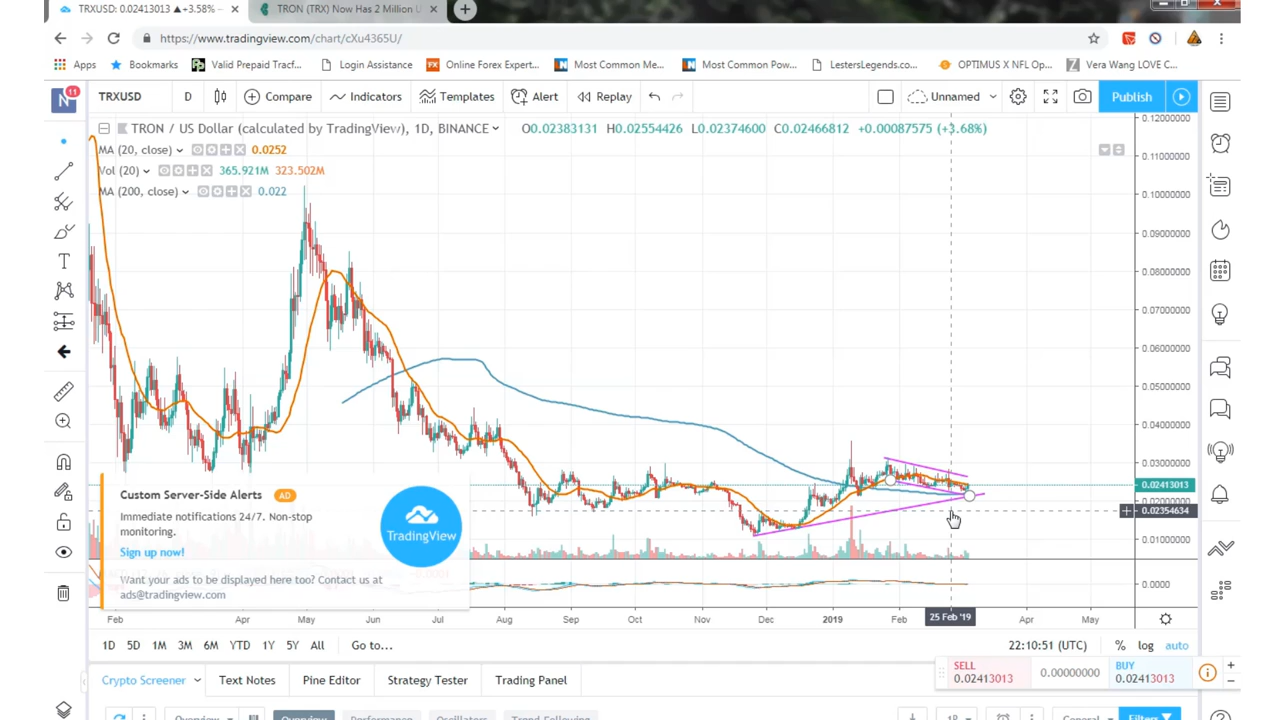 TRXUSD: 0.02413013 ▲+3.58%
TRON (TRX) Now Has 2 Million U
https://www.tradingview.com/chart/cXu4365U/
Apps Bookmarks Valid Prepaid Tracf... Login Assistance Online Forex Exampl... Most Common Me... Most Common Pow... LestersLegends.co... OPTIMUS X NFL Op... Vera Wang LOVE C...
N 11 TRXUSD D Compare Indicators Templates Alert Replay Unnamed Publish
TRON / US Dollar (calculated by TradingView), 1D, BINANCE O0.02383131 H0.02554426 L0.02374600 C0.02466812 +0.00087575 (+3.68%)
MA (20, close) 0.0252
Vol (20) 365.921M 323.502M
MA (200, close) 0.022
0.12000000
0.11000000
0.10000000
0.09000000
0.08000000
0.07000000
0.06000000
0.05000000
0.04000000
0.03000000
0.02413013
0.02354634
0.01000000
0.0000
Custom Server-Side Alerts AD
Immediate notifications 24/7. Non-stop
monitoring.
Sign up now!
Want your ads to be displayed here too? Contact us at
ads@tradingview.com
TradingView
Feb Apr May Jun Jul Aug Sep Oct Nov Dec 2019 Feb 25 Feb '19 Apr May
1D 5D 1M 3M 6M YTD 1Y 5Y All Go to... 22:10:51 (UTC) % log auto
SELL
0.02413013
0.00000000
BUY
0.02413013
Crypto Screener Text Notes Pine Editor Strategy Tester Trading Panel
Overview Overview Performance Oscillators Trend-Following General Filters